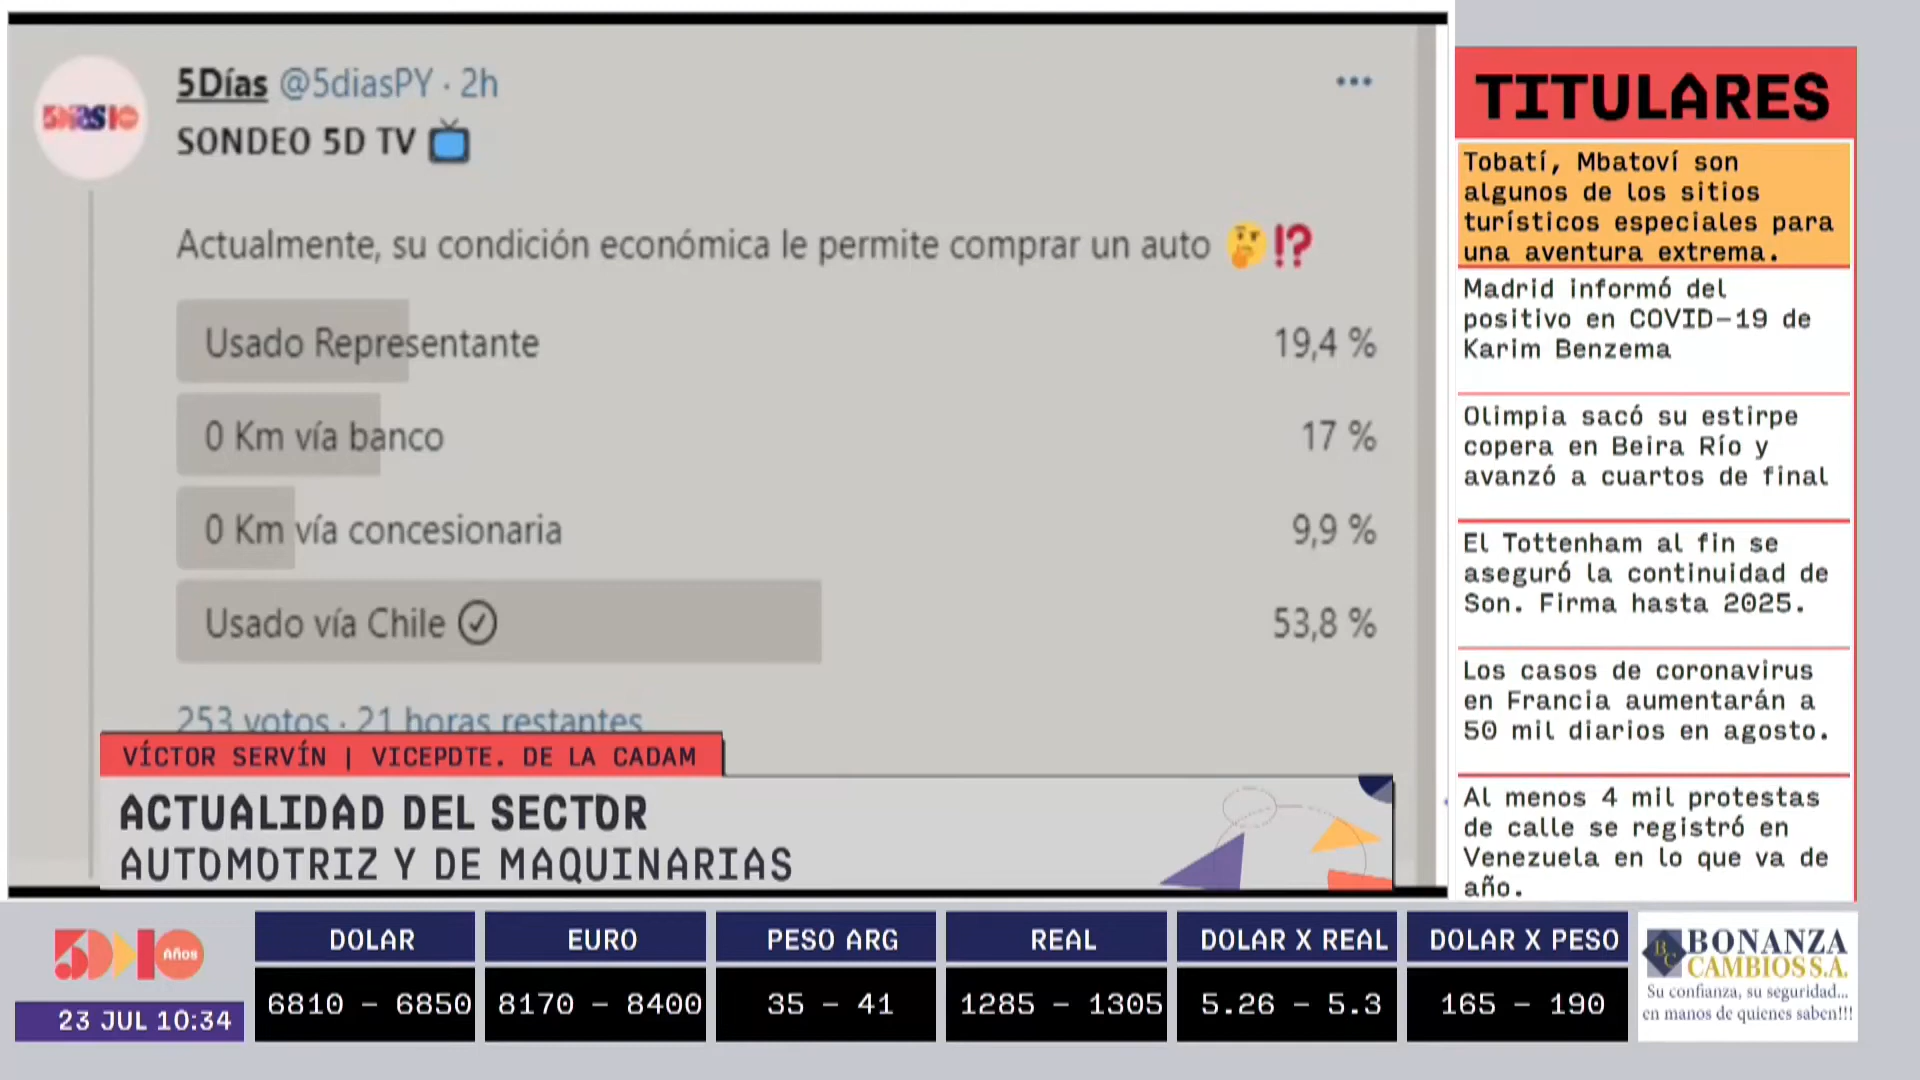 5Días @5diasPY · 2h
SONDEO 5D TV
Actualmente, su condición económica le permite comprar un auto 🤔⁉
Usado Representante 19,4 %
0 Km vía banco 17 %
0 Km vía concesionaria 9,9 %
Usado vía Chile 53,8 %
253 votos · 21 horas restantes
VÍCTOR SERVÍN | VICEPDTE. DE LA CADAM
ACTUALIDAD DEL SECTOR
AUTOMOTRIZ Y DE MAQUINARIAS
TITULARES
Tobatí, Mbatoví son
algunos de los sitios
turísticos especiales para
una aventura extrema.
Madrid informó del
positivo en COVID-19 de
Karim Benzema
Olimpia sacó su estirpe
copera en Beira Río y
avanzó a cuartos de final
El Tottenham al fin se
aseguró la continuidad de
Son. Firma hasta 2025.
Los casos de coronavirus
en Francia aumentarán a
50 mil diarios en agosto.
Al menos 4 mil protestas
de calle se registró en
Venezuela en lo que va de
año.
5D 10 Años
23 JUL 10:34
DOLAR
6810 - 6850
EURO
8170 - 8400
PESO ARG
35 - 41
REAL
1285 - 1305
DOLAR X REAL
5.26 - 5.3
DOLAR X PESO
165 - 190
BC
BONANZA
CAMBIOS S.A.
Su confianza, su seguridad...
en manos de quienes saben!!!